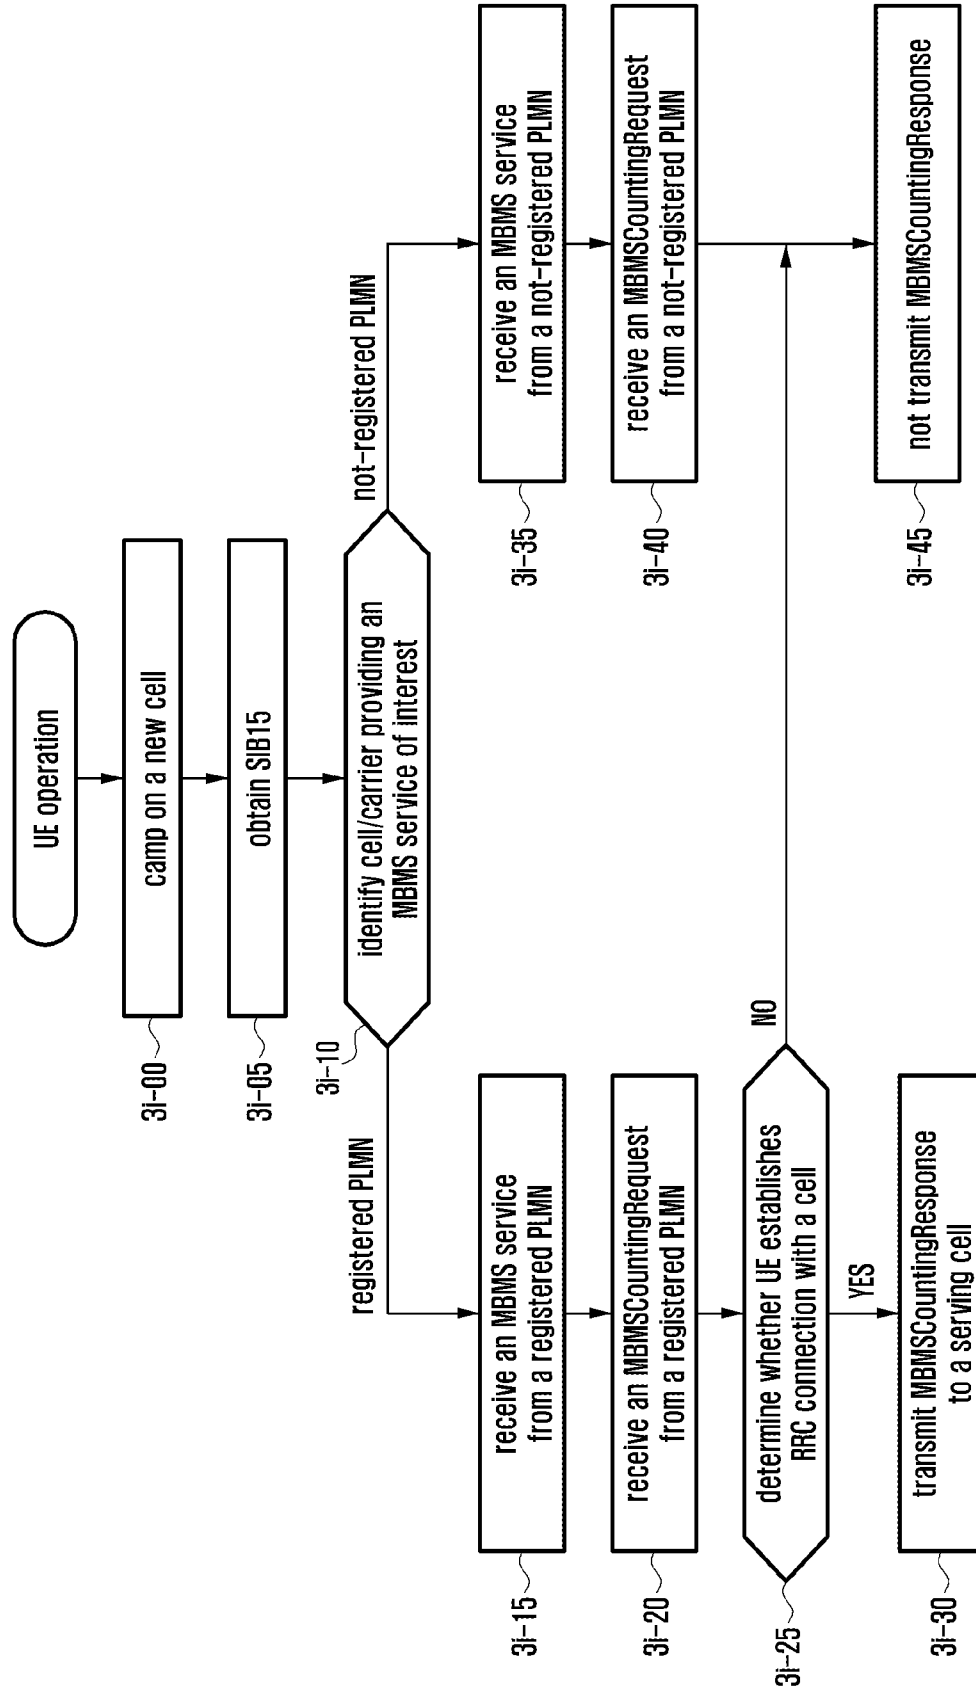 UE operation
camp on a new cell
3i-00
obtain SIB15
3i-05
identify cell/carrier providing an
MBMS service of interest
3i-10
registered PLMN
not-registered PLMN
receive an MBMS service
from a registered PLMN
3i-15
receive an MBMSCountingRequest
from a registered PLMN
3i-20
determine whether UE establishes
RRC connection with a cell
3i-25
NO
YES
transmit MBMSCountingResponse
to a serving cell
3i-30
receive an MBMS service
from a not-registered PLMN
3i-35
receive an MBMSCountingRequest
from a not-registered PLMN
3i-40
not transmit MBMSCountingResponse
3i-45